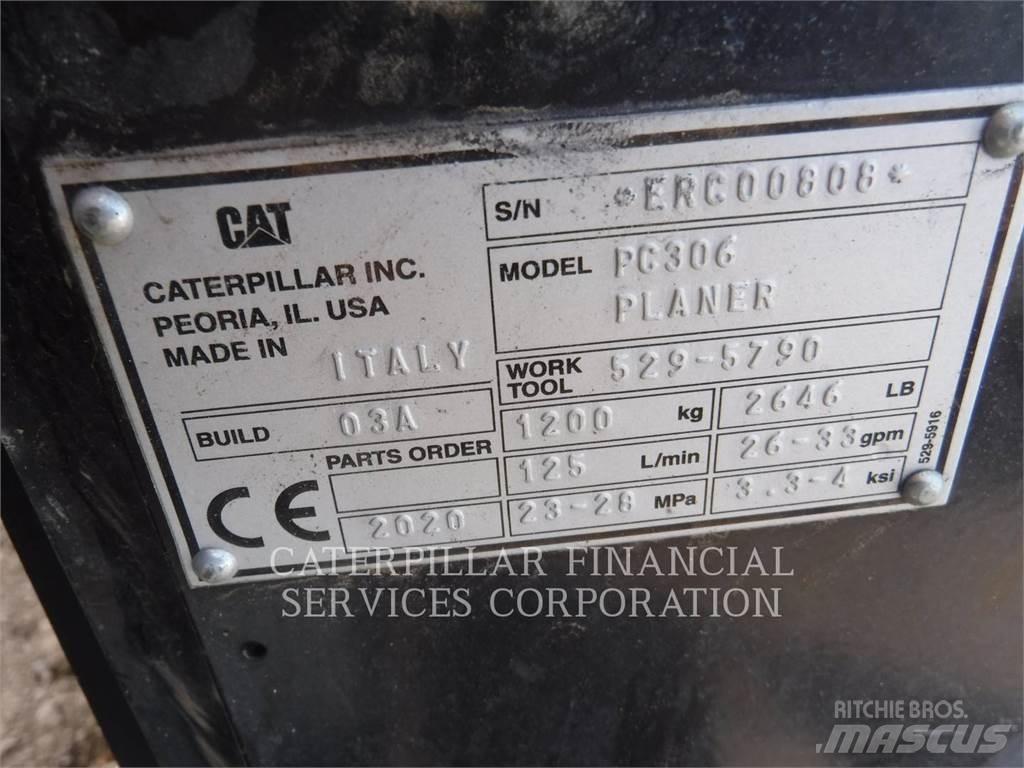 CAT
CATERPILLAR INC.
PEORIA, IL. USA
MADE IN ITALY
BUILD 03A
PARTS ORDER
2020
CE
S/N *ERC00808*
MODEL PC306
PLANER
WORK TOOL 529-5790
1200 kg 2646 LB
125 L/min 26-33 gpm
23-28 MPa 3.3-4 ksi
529-5916
CATERPILLAR FINANCIAL
SERVICES CORPORATION
RITCHIE BROS.
MASCUS